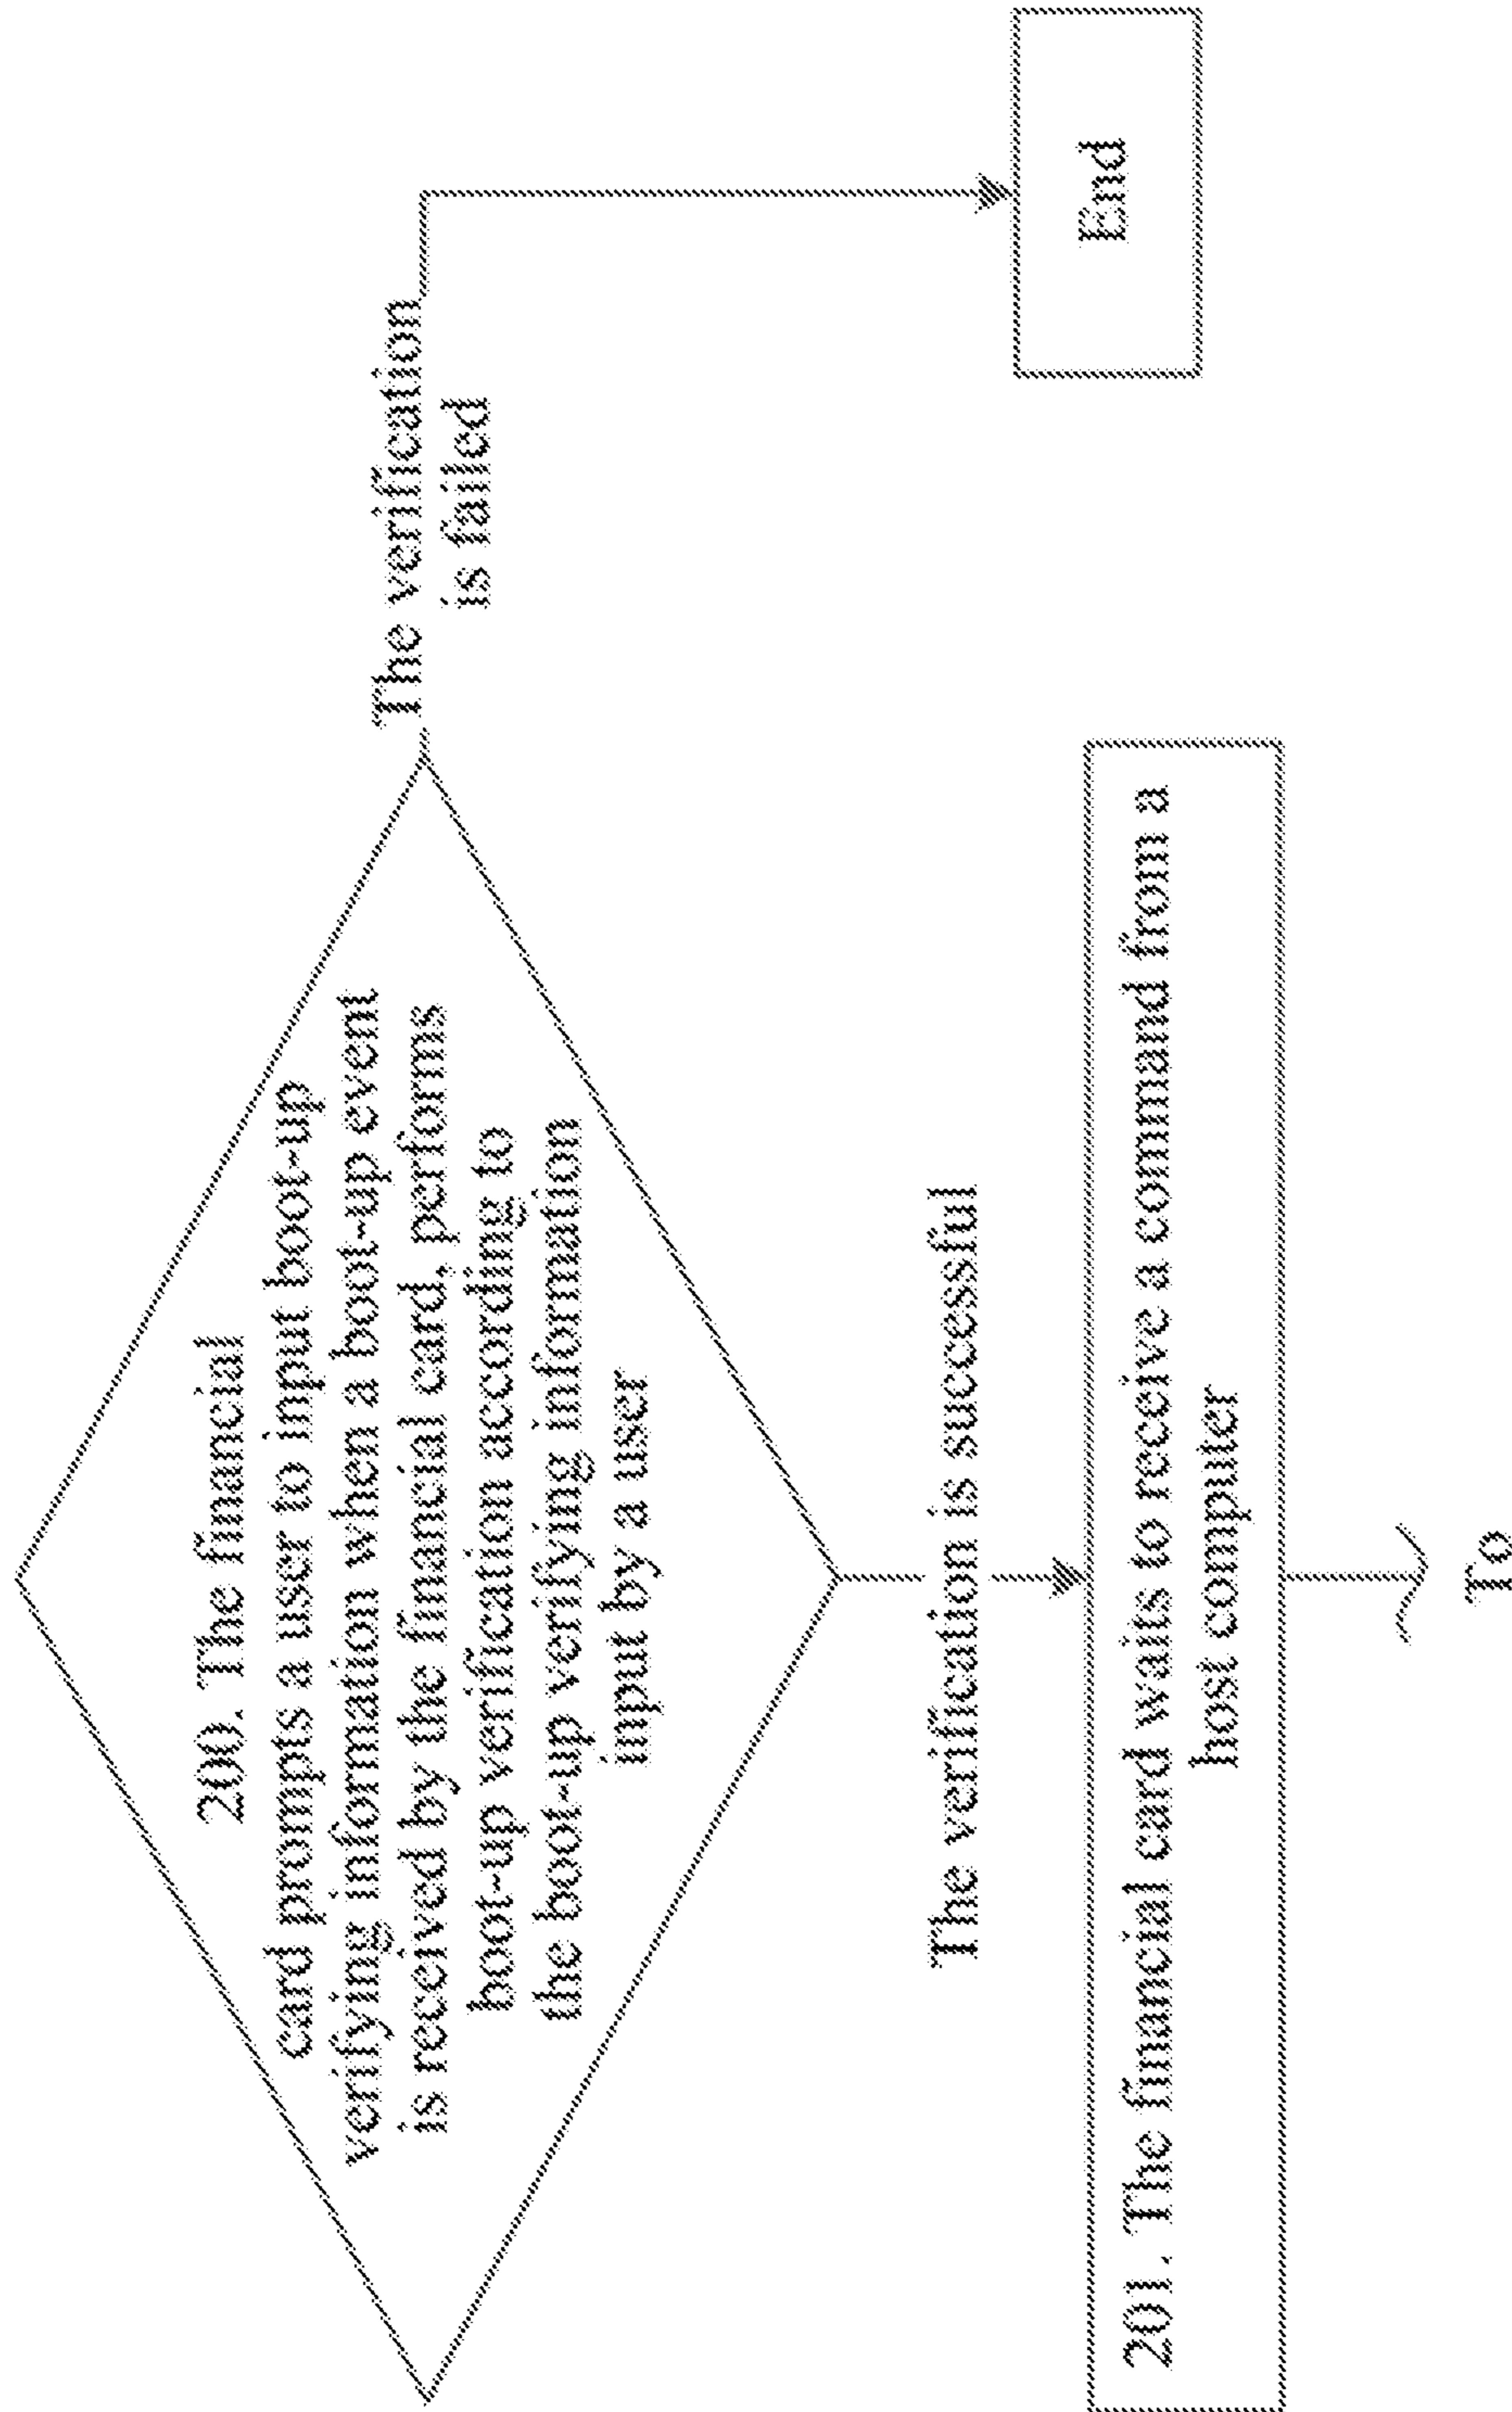 200. The financial
card prompts a user to input boot-up
verifying information when a boot-up event
is received by the financial card, performs
boot-up verification according to
the boot-up verifying information
input by a user
The verification
is failed
End
The verification is successful
201. The financial card waits to receive a command from a
host computer
To